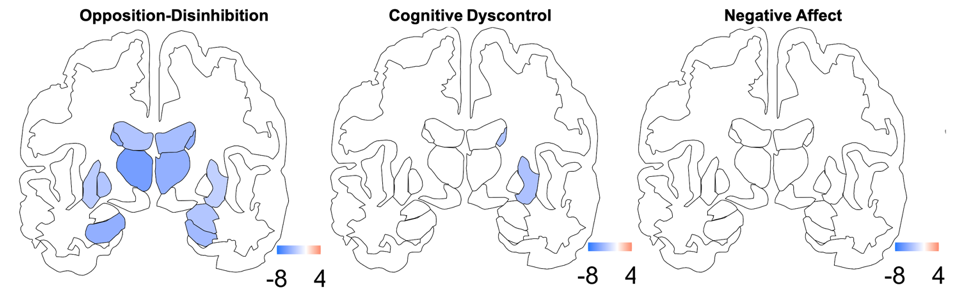 Opposition-Disinhibition
Cognitive Dyscontrol
Negative Affect
-8 4
-8 4
-8 4